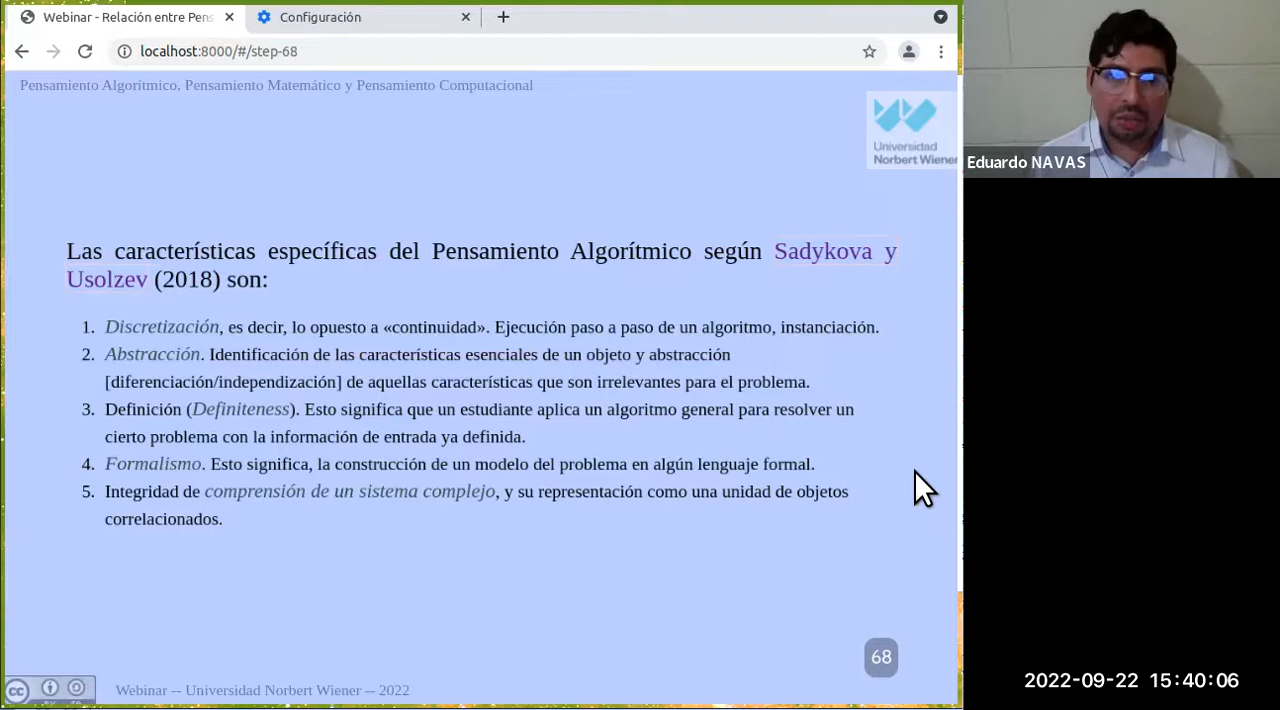 Webinar - Relación entre Pens
Configuración
localhost:8000/#/step-68
Pensamiento Algorítmico, Pensamiento Matemático y Pensamiento Computacional
Universidad
Norbert Wiener
Eduardo NAVAS
Las características específicas del Pensamiento Algorítmico según Sadykova y
Usolzev (2018) son:
1. Discretización, es decir, lo opuesto a «continuidad». Ejecución paso a paso de un algoritmo, instanciación.
2. Abstracción. Identificación de las características esenciales de un objeto y abstracción
[diferenciación/independización] de aquellas características que son irrelevantes para el problema.
3. Definición (Definiteness). Esto significa que un estudiante aplica un algoritmo general para resolver un
cierto problema con la información de entrada ya definida.
4. Formalismo. Esto significa, la construcción de un modelo del problema en algún lenguaje formal.
5. Integridad de comprensión de un sistema complejo, y su representación como una unidad de objetos
correlacionados.
68
cc
Webinar -- Universidad Norbert Wiener -- 2022
2022-09-22 15:40:06